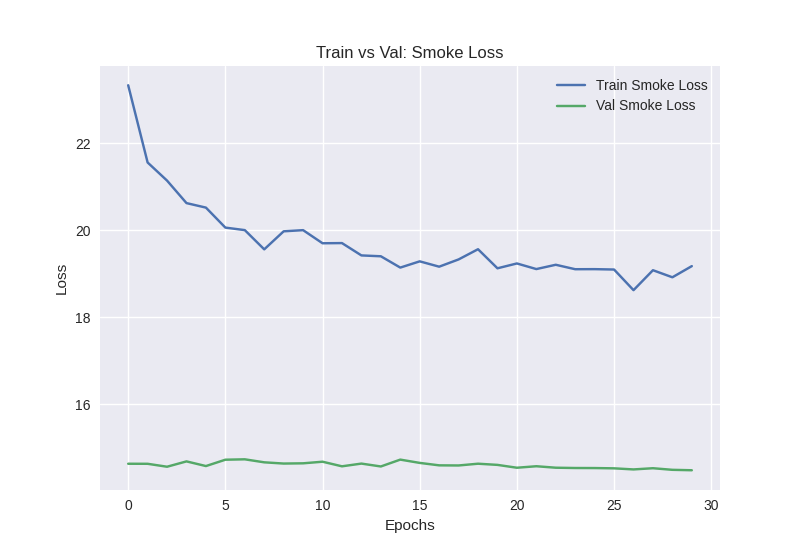 Train vs Val: Smoke Loss
Train Smoke Loss
Val Smoke Loss
22
20
18
16
Loss
0 5 10 15 20 25 30
Epochs